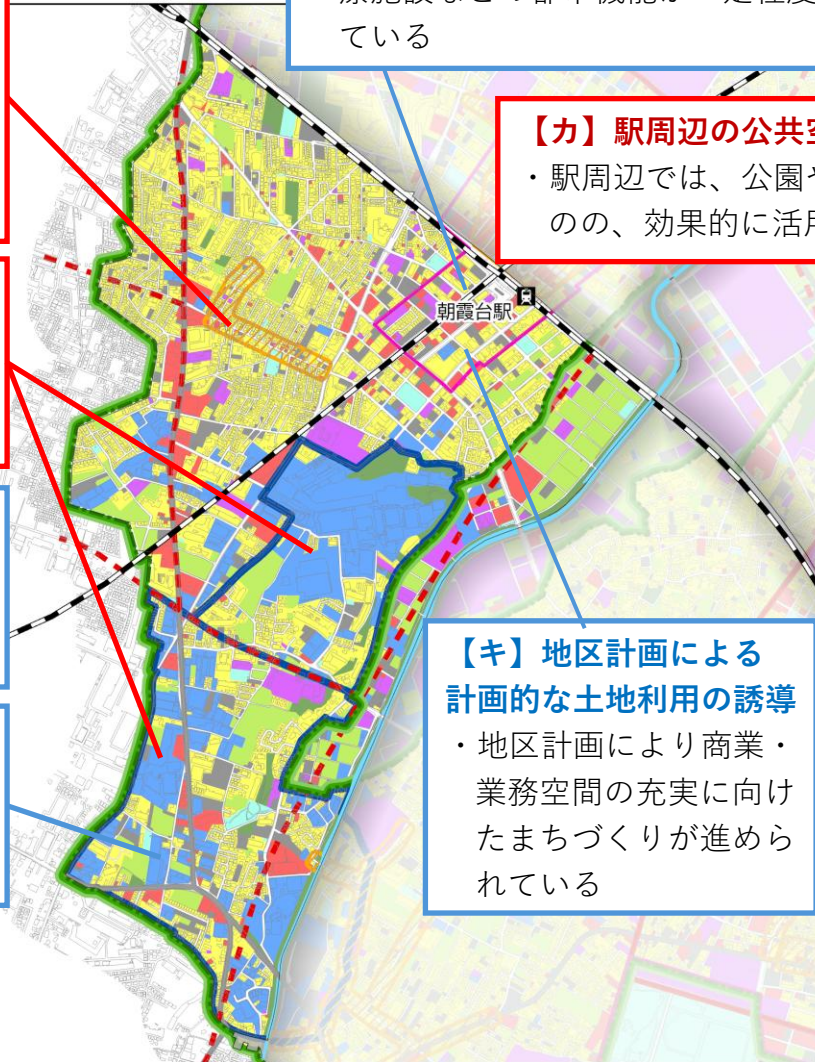 ている
【カ】駅周辺の公共
・駅周辺では、公園
のの、効果的に活
朝霞台駅
【キ】地区計画による
計画的な土地利用の誘導
・地区計画により商業・
業務空間の充実に向け
たまちづくりが進めら
れている